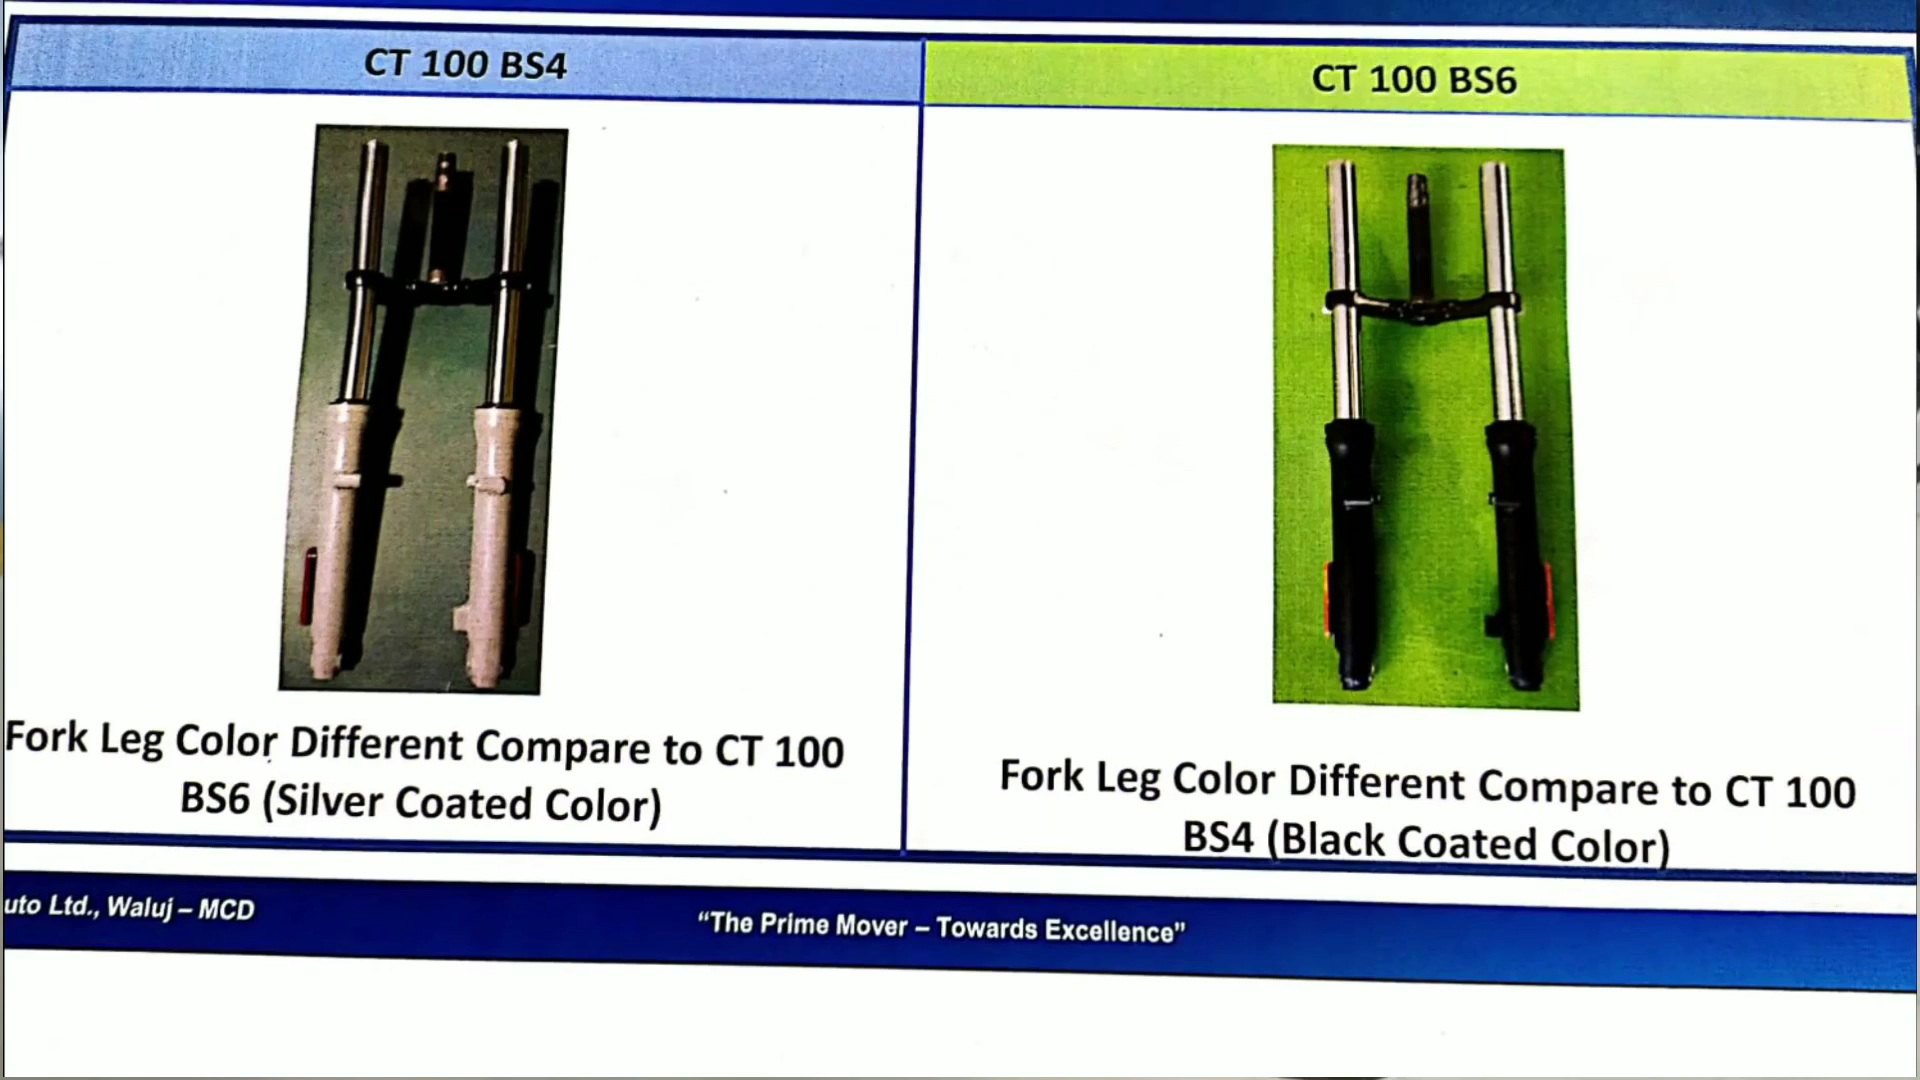 CT 100 BS4
CT 100 BS6
Fork Leg Color Different Compare to CT 100
BS6 (Silver Coated Color)
Fork Leg Color Different Compare to CT 100
BS4 (Black Coated Color)
uto Ltd., Waluj – MCD
“The Prime Mover – Towards Excellence”